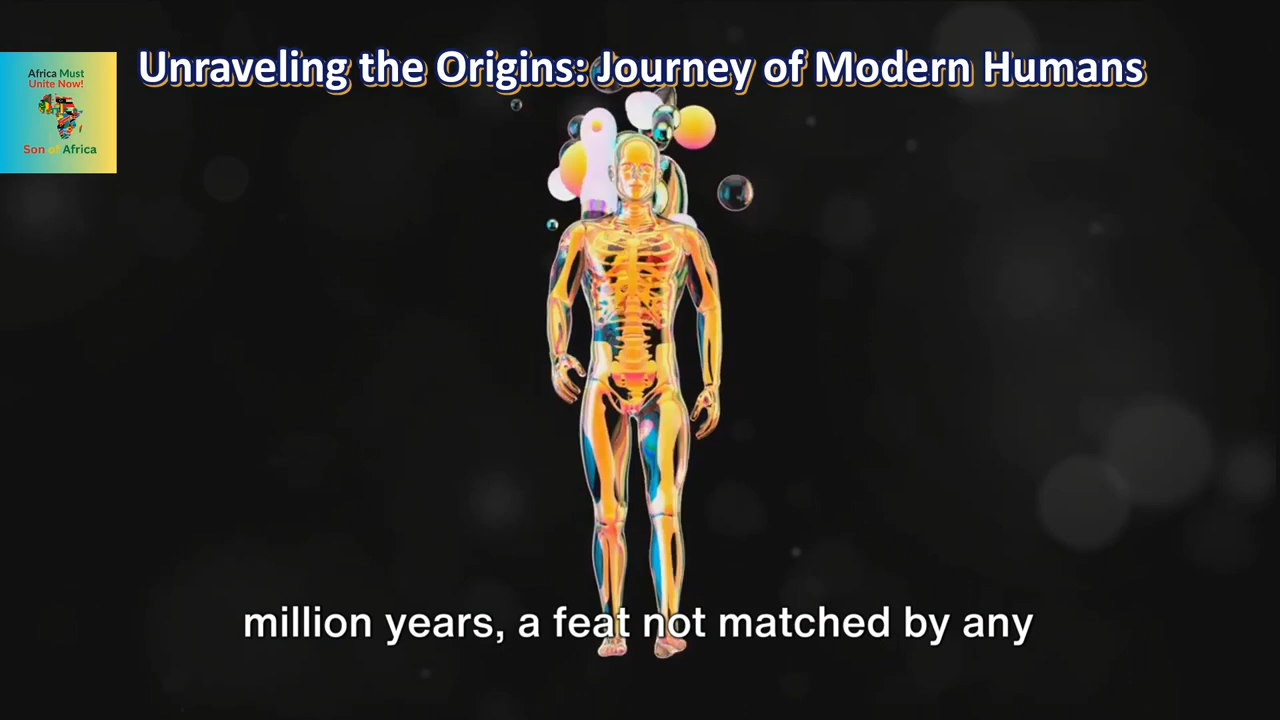 Unraveling the Origins: Journey of Modern Humans
Africa Must
Unite Now!
Son of Africa
million years, a feat not matched by any